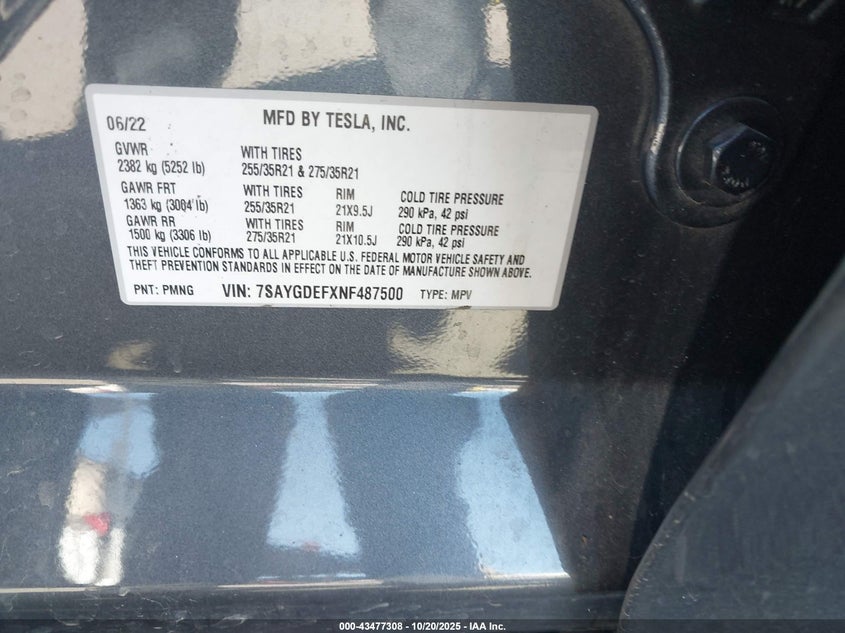 06/22 MFD BY TESLA, INC.
GVWR WITH TIRES
2382 kg (5252 lb) 255/35R21 & 275/35R21
GAWR FRT WITH TIRES RIM COLD TIRE PRESSURE
1363 kg (3004 lb) 255/35R21 21X9.5J 290 kPa, 42 psi
GAWR RR WITH TIRES RIM COLD TIRE PRESSURE
1500 kg (3306 lb) 275/35R21 21X10.5J 290 kPa, 42 psi
THIS VEHICLE CONFORMS TO ALL APPLICABLE U.S. FEDERAL MOTOR VEHICLE SAFETY AND
THEFT PREVENTION STANDARDS IN EFFECT ON THE DATE OF MANUFACTURE SHOWN ABOVE.
PNT: PMNG VIN: 7SAYGDEFXNF487500 TYPE: MPV
000-43477308 - 10/20/2025 - IAA Inc.